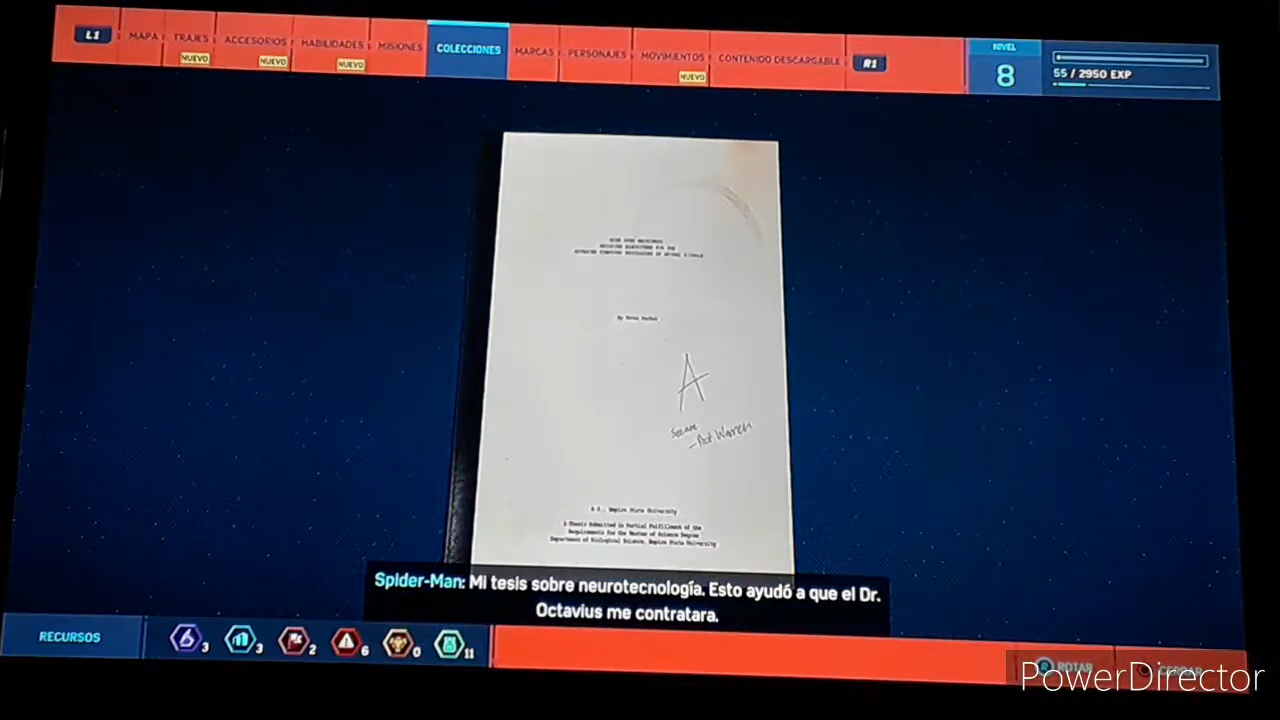 L1 MAPA TRAJES ACCESORIOS HABILIDADES MISIONES COLECCIONES MARCAS PERSONAJES MOVIMIENTOS CONTENIDO DESCARGABLE R1
NUEVO NUEVO NUEVO NUEVO
NIVEL
8
55 / 2950 EXP
By Peter Parker
A
Empire State University
A Thesis Submitted in Partial Fulfillment of the
Requirements for the Master of Science Degree
Department of Biological Science, Empire State University
Spider-Man: Mi tesis sobre neurotecnología. Esto ayudó a que el Dr.
Octavius me contratara.
RECURSOS 3 3 2 6 0 11
R ROTAR CERRAR
PowerDirector